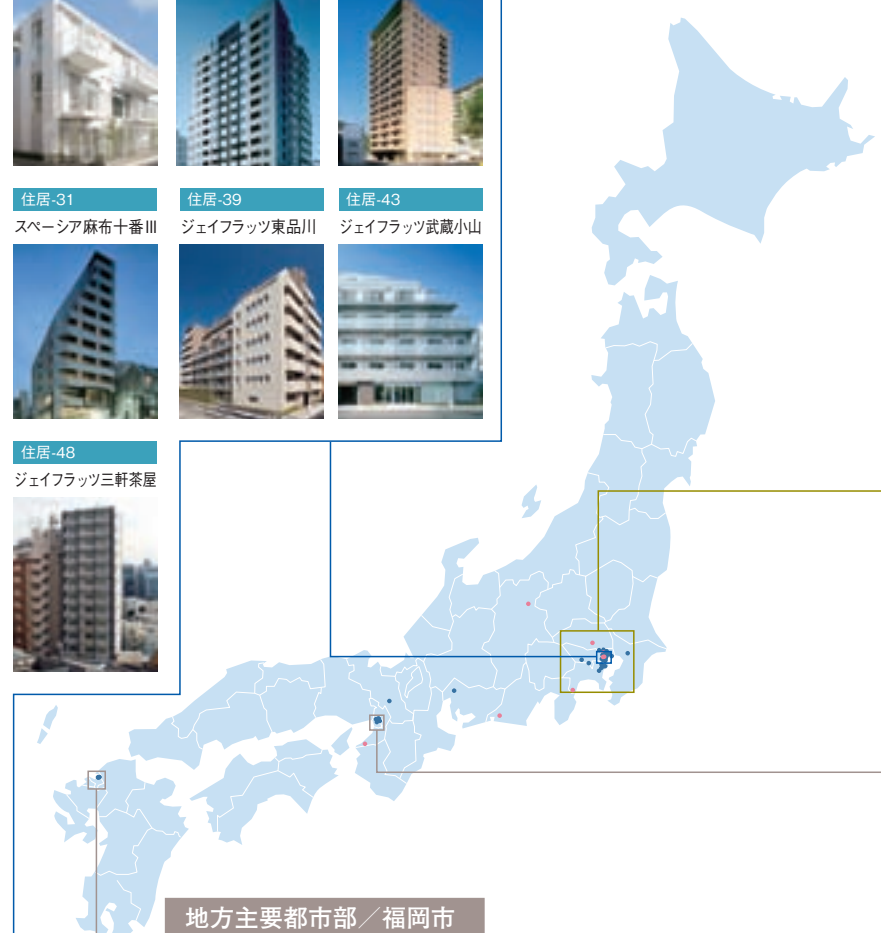 住居-31
スペーシア麻布十番Ⅲ
住居-39
ジェイフラッツ東品川
住居-43
ジェイフラッツ武蔵小山
住居-48
ジェイフラッツ三軒茶屋
地方主要都市部／福岡市